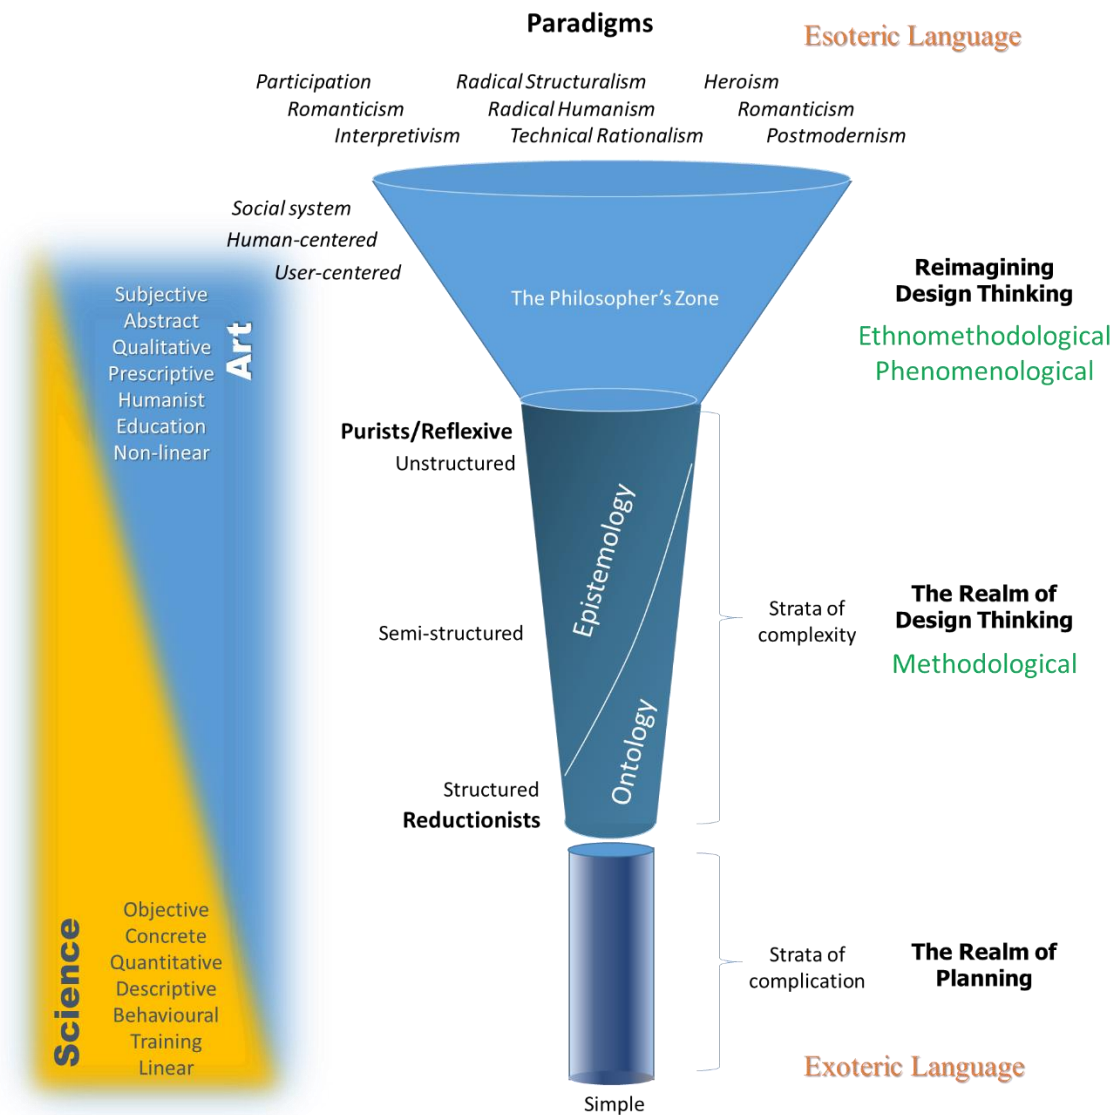 Paradigms
Esoteric Language
Participation
Radical Structuralism
Heroism
Romanticism
Radical Humanism
Romanticism
Interpretivism
Technical Rationalism
Postmodernism
Social system
Human-centered
User-centered
The Philosopher's Zone
Reimagining
Design Thinking
Ethnomethodological
Phenomenological
Subjective
Abstract
Qualitative
Prescriptive
Humanist
Education
Non-linear
Art
Purists/Reflexive
Unstructured
Epistemology
Semi-structured
Ontology
Structured
Reductionists
Strata of
complexity
The Realm of
Design Thinking
Methodological
Science
Objective
Concrete
Quantitative
Descriptive
Behavioural
Training
Linear
Strata of
complication
The Realm of
Planning
Exoteric Language
Simple